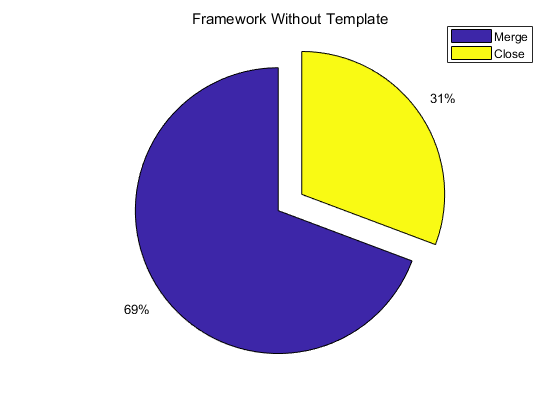 Framework Without Template
Merge
Close
31%
69%